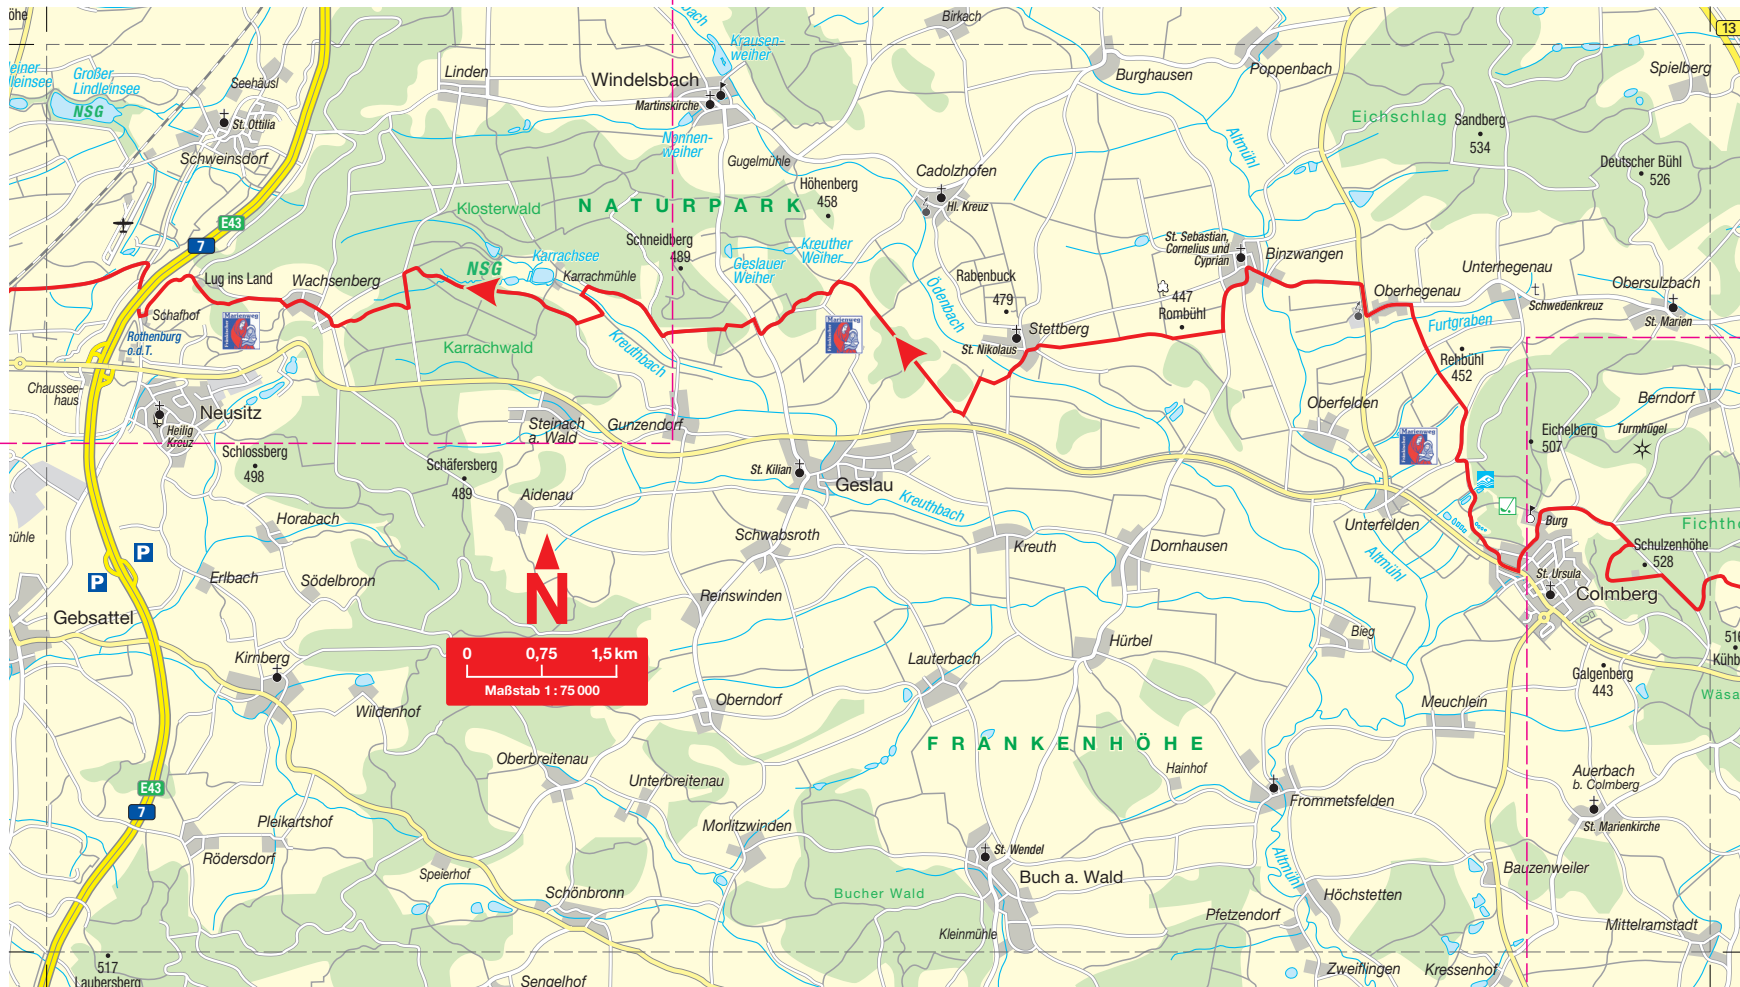 öhe
bach
Birkach
13
Krausen-
weiher
Großer
Lindleinsee
NSG
Seehäusl
Linden
Windelsbach
Martinskirche
Burghausen
Poppenbach
Spielberg
St. Ottilia
Schweinsdorf
Nonnen-
weiher
Gugelmühle
Altmühl
Eichschlag
Sandberg
534
Deutscher Bühl
526
Cadolzhofen
Hl. Kreuz
Höhenberg
458
Klosterwald
NATURPARK
E43
7
Schneidberg
489
Kreuther
Weiher
Geslauer
Weiher
Karrachsee
NSG
Karrachmühle
St. Sebastian,
Cornelius und
Cyprian
Binzwangen
Lug ins Land
Wachsenberg
Rabenbuck
479
Ödenbach
447
Rombühl
Unterhegenau
Oberhegenau
Schwedenkreuz
Obersulzbach
St. Marien
Furtgraben
Schafhof
Rothenburg
o.d.T.
Marienweg
Marienweg
Stettberg
St. Nikolaus
Karrachwald
Kreuthbach
Rehbühl
452
Chaussee-
haus
Neusitz
Heilig
Kreuz
Steinach
a. Wald
Gunzendorf
Oberfelden
Marienweg
Berndorf
Turmhügel
Eichelberg
507
Schlossberg
498
Schäfersberg
489
St. Kilian
Geslau
Kreuthbach
Aidenau
Horabach
Schwabsroth
Kreuth
Dornhausen
Unterfelden
Altmühl
Burg
Schulzenhöhe
528
St. Ursula
Colmberg
ühle
P
P
Erlbach
Södelbronn
N
Reinswinden
Gebsattel
Kirnberg
0 0,75 1,5 km
Maßstab 1 : 75 000
Hürbel
Bieg
Lauterbach
Galgenberg
443
Wildenhof
Oberndorf
Meuchlein
FRANKENHÖHE
Oberbreitenau
Unterbreitenau
Hainhof
Frommetsfelden
Auerbach
b. Colmberg
St. Marienkirche
E43
7
Pleikartshof
Rödersdorf
Morlitzwinden
St. Wendel
Buch a. Wald
Altmühl
Bauzenweiler
Speierhof
Schönbronn
Bucher Wald
Höchstetten
Pfetzendorf
Kleinmühle
Mittelramstadt
517
Laubersberg
Sengelhof
Zweiflingen
Kressenhof